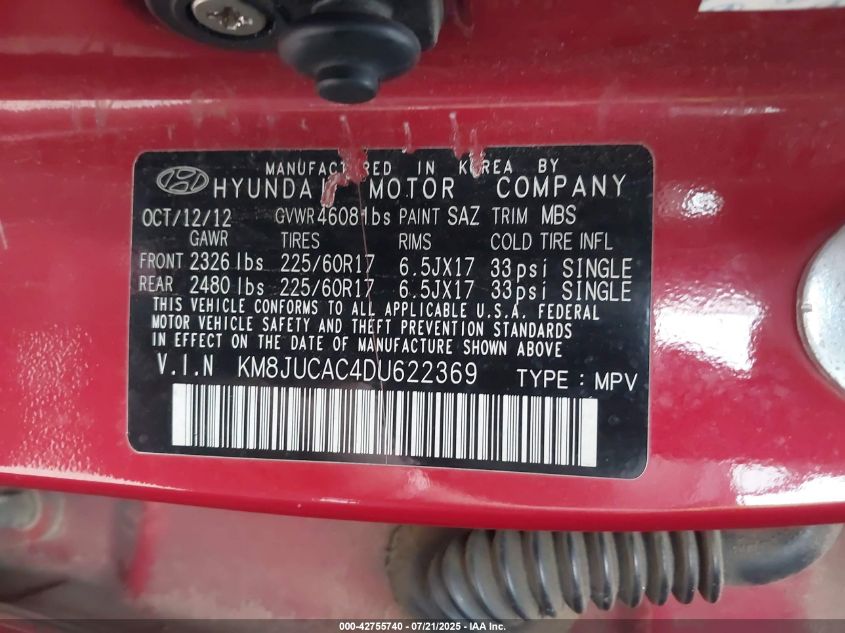 MANUFACTURED IN KOREA BY
HYUNDAI MOTOR COMPANY
OCT/12/12 GVWR 4608lbs PAINT SAZ TRIM MBS
GAWR TIRES RIMS COLD TIRE INFL
FRONT 2326 lbs 225/60R17 6.5JX17 33psi SINGLE
REAR 2480 lbs 225/60R17 6.5JX17 33psi SINGLE
THIS VEHICLE CONFORMS TO ALL APPLICABLE U.S.A. FEDERAL
MOTOR VEHICLE SAFETY AND THEFT PREVENTION STANDARDS
IN EFFECT ON THE DATE OF MANUFACTURE SHOWN ABOVE
V.I.N KM8JUCAC4DU622369 TYPE : MPV
000-42755740 - 07/21/2025 - IAA Inc.